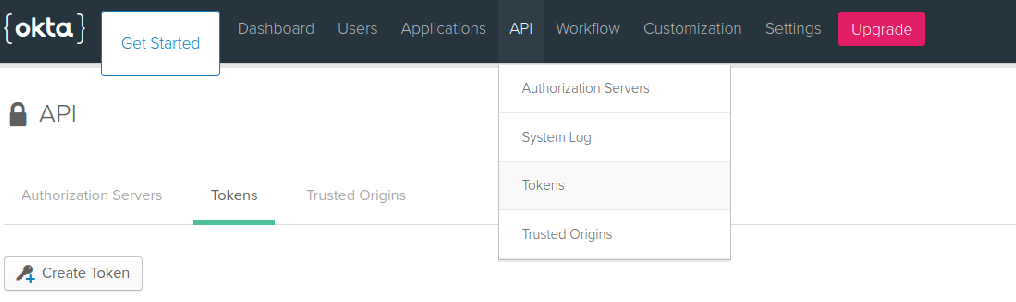 {okta} Get Started Dashboard Users Applications API Workflow Customization Settings Upgrade
Authorization Servers
System Log
Tokens
Trusted Origins
API
Authorization Servers Tokens Trusted Origins
Create Token